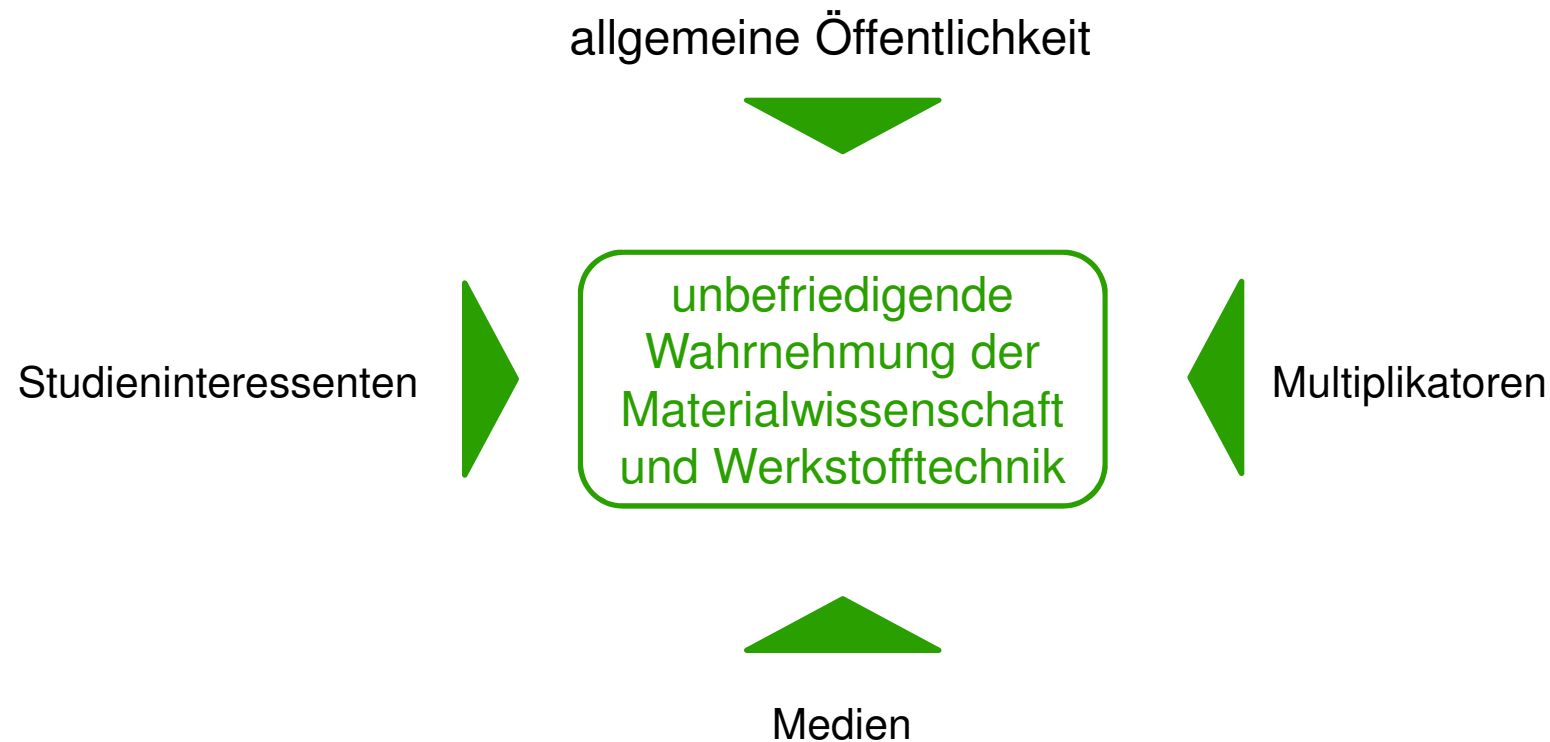 allgemeine Öffentlichkeit
unbefriedigende
Wahrnehmung der
Materialwissenschaft
und Werkstofftechnik
Studieninteressenten
Multiplikatoren
Medien